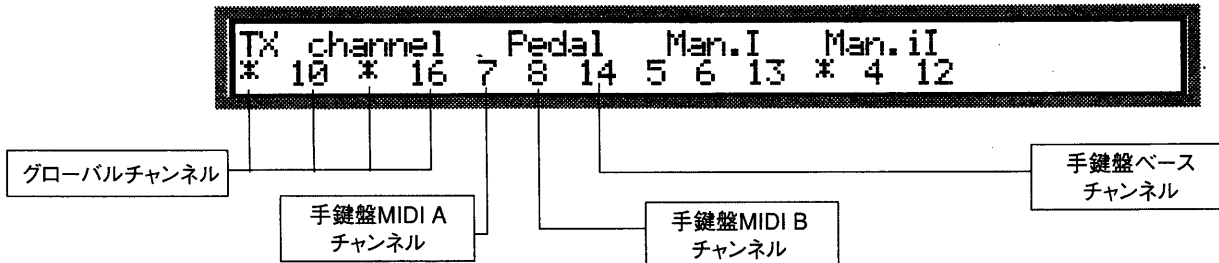 TX channel Pedal Man.I Man.iI
* 10 * 16 7 8 14 5 6 13 * 4 12
グローバルチャンネル
手鍵盤MIDI A
チャンネル
手鍵盤MIDI B
チャンネル
手鍵盤ベース
チャンネル